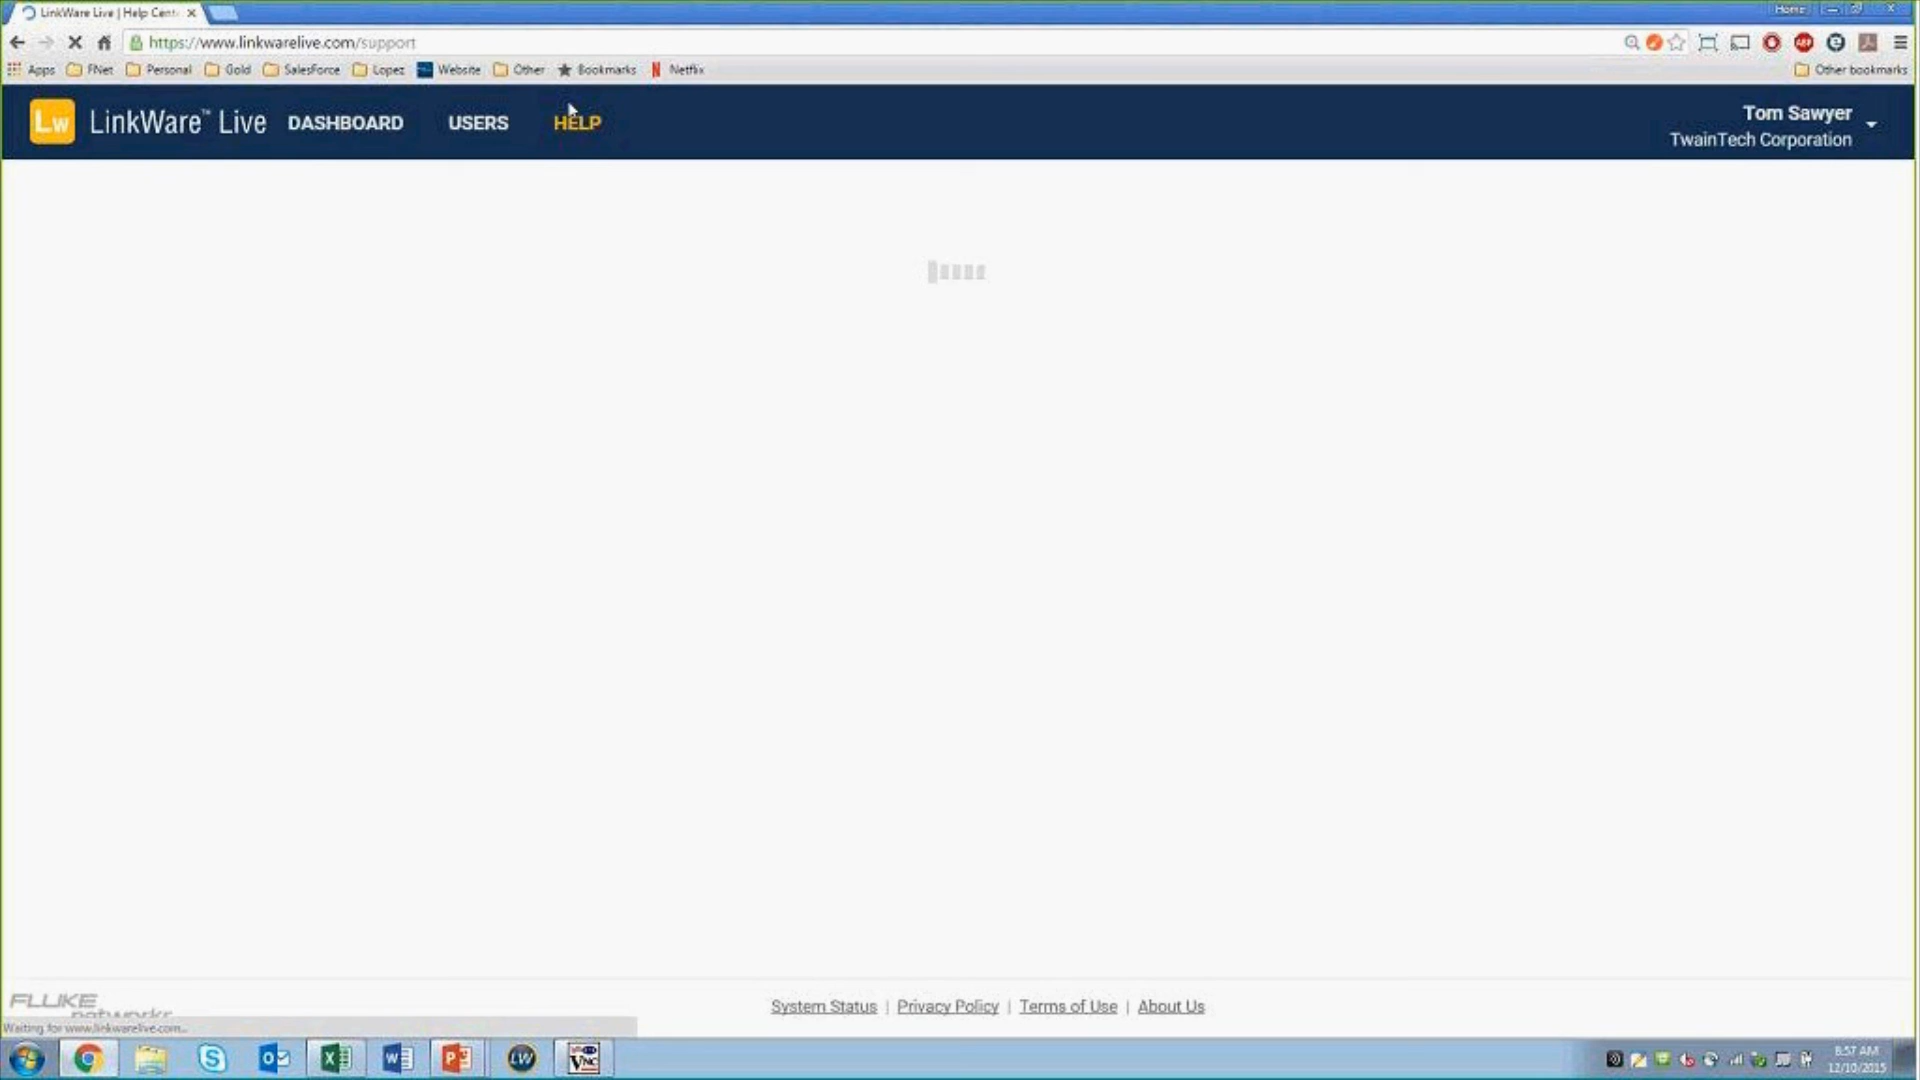 LinkWare Live | Help Cent
Home
https://www.linkwarelive.com/support
Apps FNet Personal Gold SalesForce Lopez Website Other Bookmarks Netflix Other bookmarks
Lw LinkWare™ Live DASHBOARD USERS HELP
Tom Sawyer
TwainTech Corporation
FLUKE
networks
System Status | Privacy Policy | Terms of Use | About Us
Waiting for www.linkwarelive.com...
8:57 AM
12/10/2015